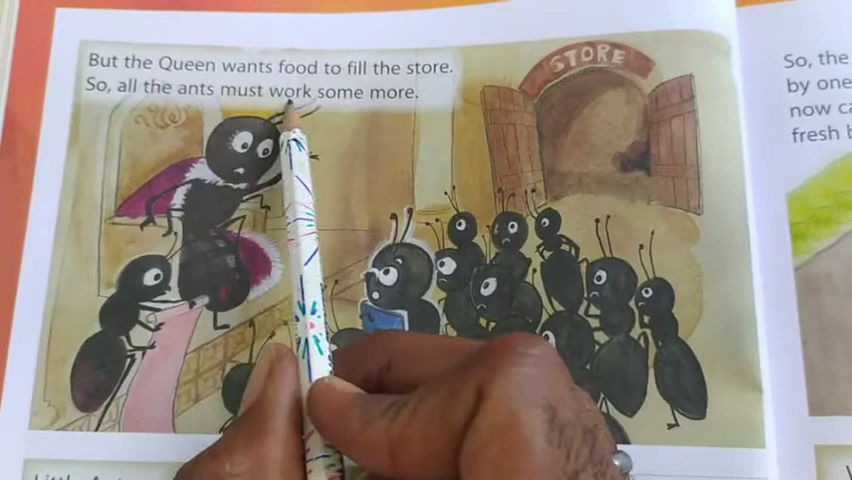 But the Queen wants food to fill the store.
So, all the ants must work some more.
STORE
So, the
by one
now ca
fresh b